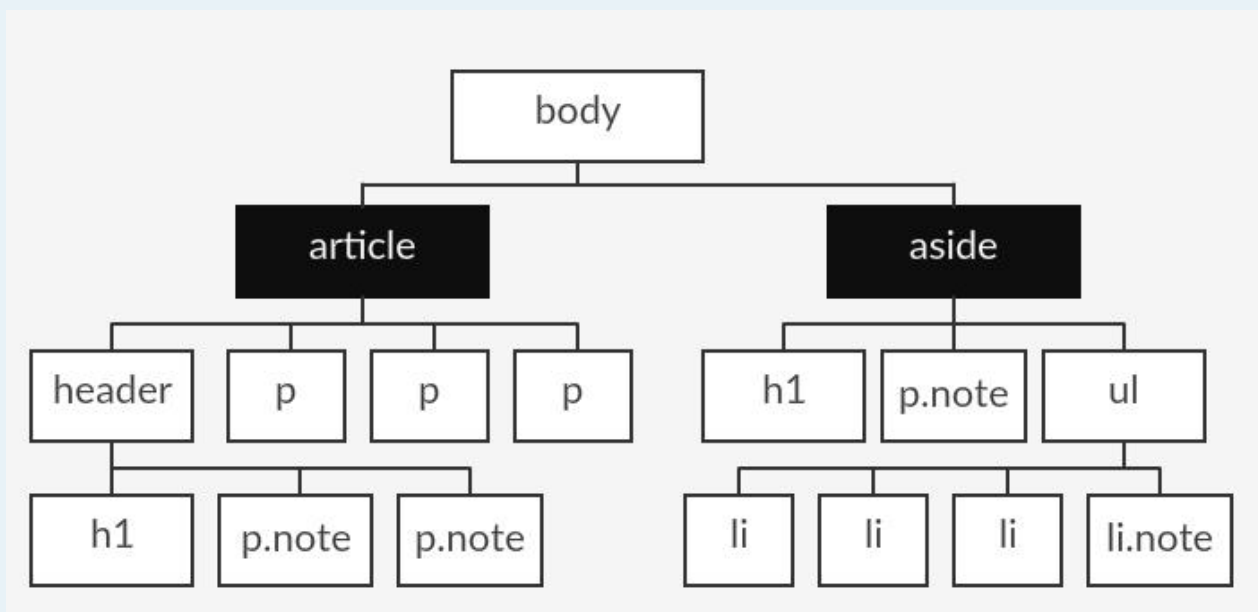 body
article aside
header p p p h1 p.note ul
h1 p.note p.note li li li li.note